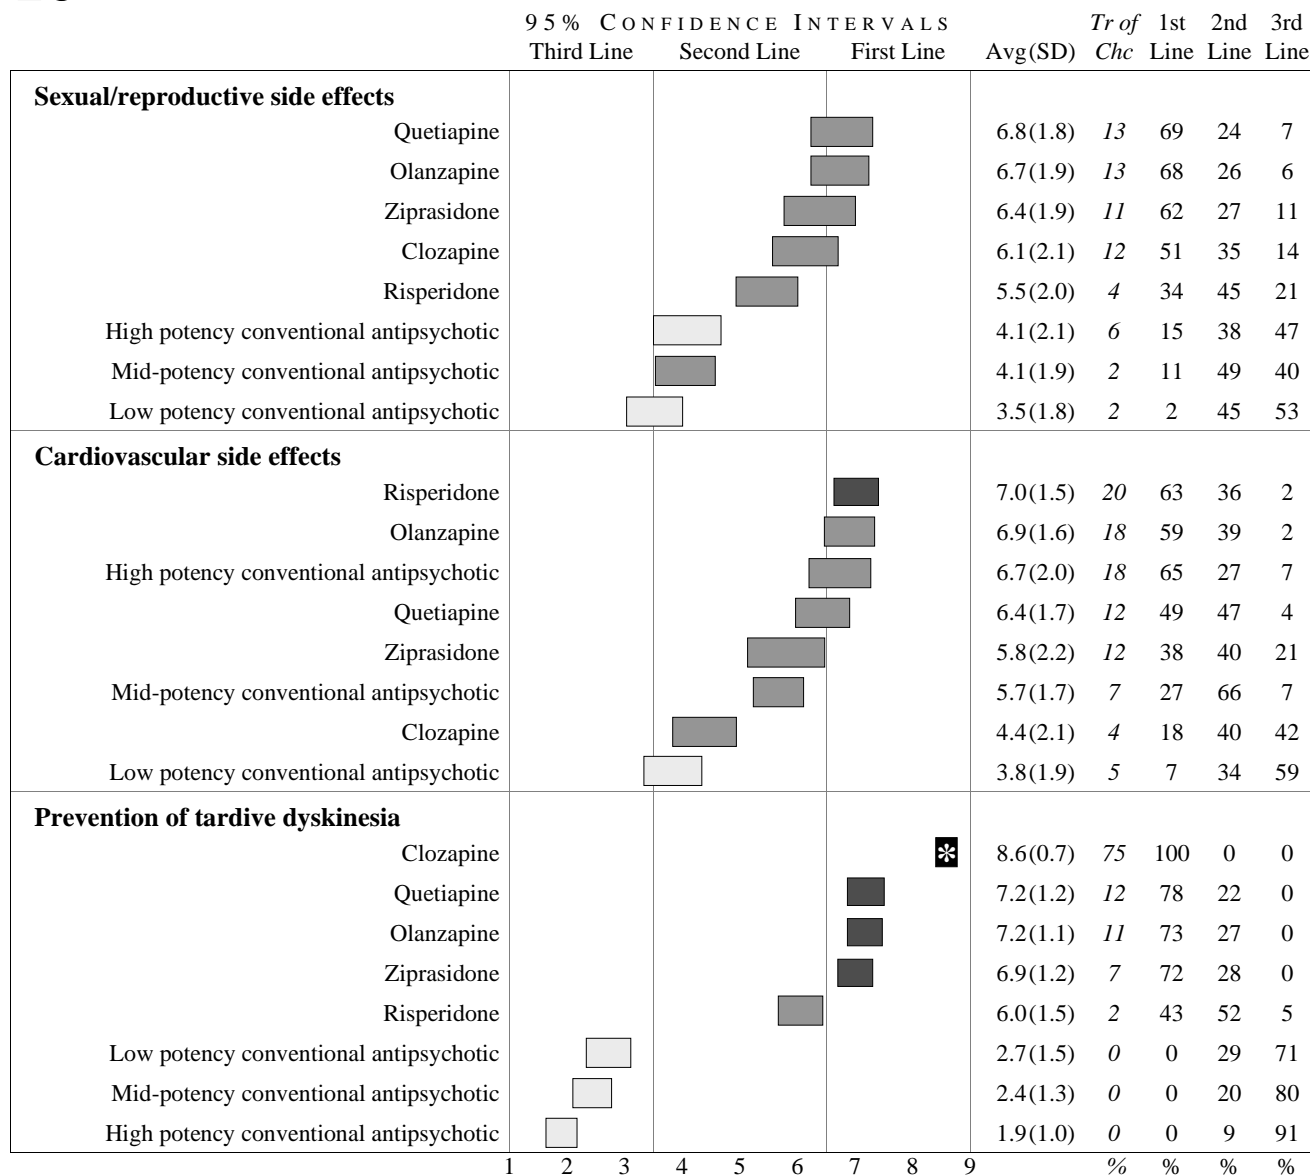 95% CONFIDENCE INTERVALS Tr of 1st 2nd 3rd
Third Line Second Line First Line Avg(SD) Chc Line Line Line
Sexual/reproductive side effects
Quetiapine 6.8(1.8) 13 69 24 7
Olanzapine 6.7(1.9) 13 68 26 6
Ziprasidone 6.4(1.9) 11 62 27 11
Clozapine 6.1(2.1) 12 51 35 14
Risperidone 5.5(2.0) 4 34 45 21
High potency conventional antipsychotic 4.1(2.1) 6 15 38 47
Mid-potency conventional antipsychotic 4.1(1.9) 2 11 49 40
Low potency conventional antipsychotic 3.5(1.8) 2 2 45 53
Cardiovascular side effects
Risperidone 7.0(1.5) 20 63 36 2
Olanzapine 6.9(1.6) 18 59 39 2
High potency conventional antipsychotic 6.7(2.0) 18 65 27 7
Quetiapine 6.4(1.7) 12 49 47 4
Ziprasidone 5.8(2.2) 12 38 40 21
Mid-potency conventional antipsychotic 5.7(1.7) 7 27 66 7
Clozapine 4.4(2.1) 4 18 40 42
Low potency conventional antipsychotic 3.8(1.9) 5 7 34 59
Prevention of tardive dyskinesia
Clozapine * 8.6(0.7) 75 100 0 0
Quetiapine 7.2(1.2) 12 78 22 0
Olanzapine 7.2(1.1) 11 73 27 0
Ziprasidone 6.9(1.2) 7 72 28 0
Risperidone 6.0(1.5) 2 43 52 5
Low potency conventional antipsychotic 2.7(1.5) 0 0 29 71
Mid-potency conventional antipsychotic 2.4(1.3) 0 0 20 80
High potency conventional antipsychotic 1.9(1.0) 0 0 9 91
1 2 3 4 5 6 7 8 9 % % % %